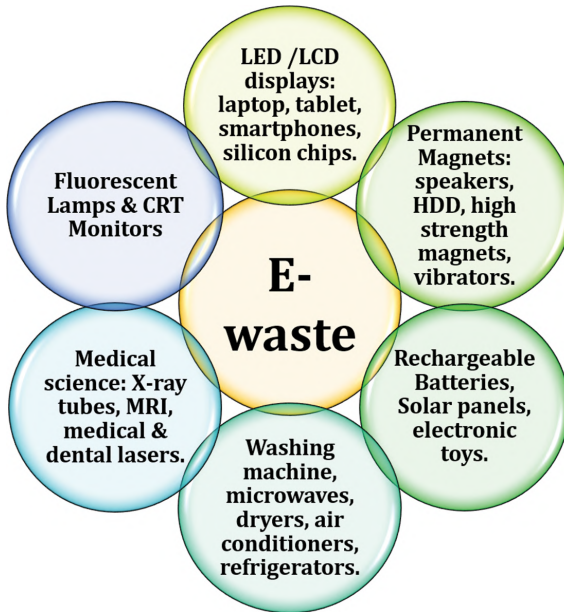 LED /LCD
displays:
laptop, tablet,
smartphones,
silicon chips.
Permanent
Magnets:
speakers,
HDD, high
strength
magnets,
vibrators.
Rechargeable
Batteries,
Solar panels,
electronic
toys.
Washing
machine,
microwaves,
dryers, air
conditioners,
refrigerators.
Medical
science: X-ray
tubes, MRI,
medical &
dental lasers.
Fluorescent
Lamps & CRT
Monitors
E-
waste